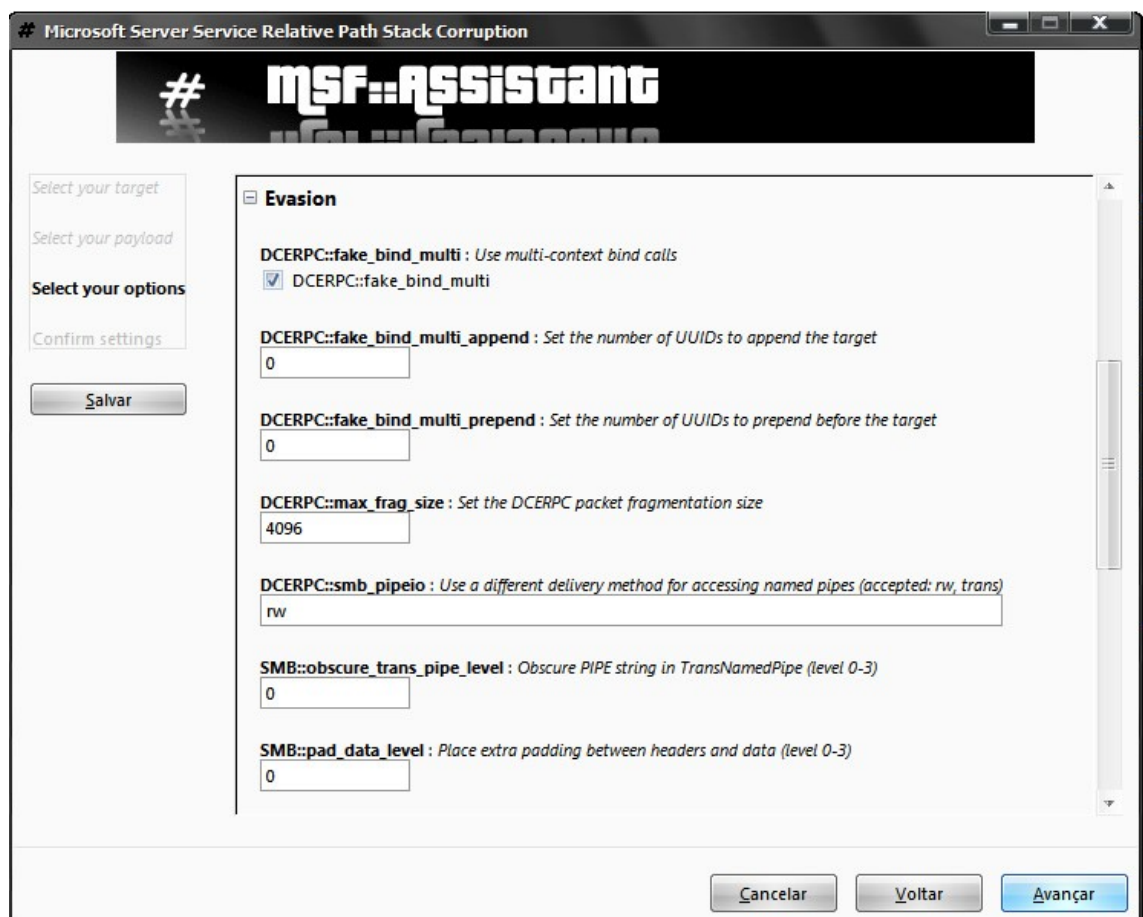 # Microsoft Server Service Relative Path Stack Corruption
# MSF::Assistant
Select your target
Select your payload
Select your options
Confirm settings
Salvar
Evasion
DCERPC::fake_bind_multi : Use multi-context bind calls
DCERPC::fake_bind_multi
DCERPC::fake_bind_multi_append : Set the number of UUIDs to append the target
0
DCERPC::fake_bind_multi_prepend : Set the number of UUIDs to prepend before the target
0
DCERPC::max_frag_size : Set the DCERPC packet fragmentation size
4096
DCERPC::smb_pipeio : Use a different delivery method for accessing named pipes (accepted: rw, trans)
rw
SMB::obscure_trans_pipe_level : Obscure PIPE string in TransNamedPipe (level 0-3)
0
SMB::pad_data_level : Place extra padding between headers and data (level 0-3)
0
Cancelar Voltar Avançar